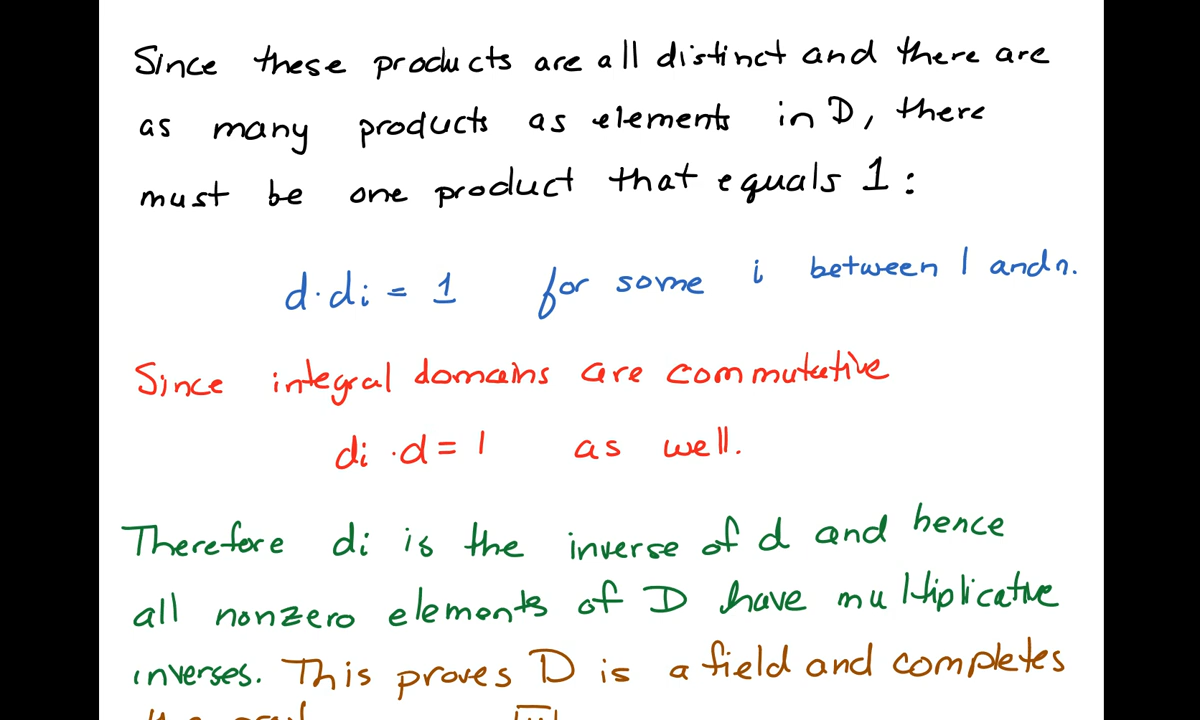 Since these products are all distinct and there are
as many products as elements in D, there
must be one product that equals 1:
d·di = 1 for some i between 1 and n.
Since integral domains are commutative
di·d = 1 as well.
Therefore di is the inverse of d and hence
all nonzero elements of D have multiplicative
inverses. This proves D is a field and completes